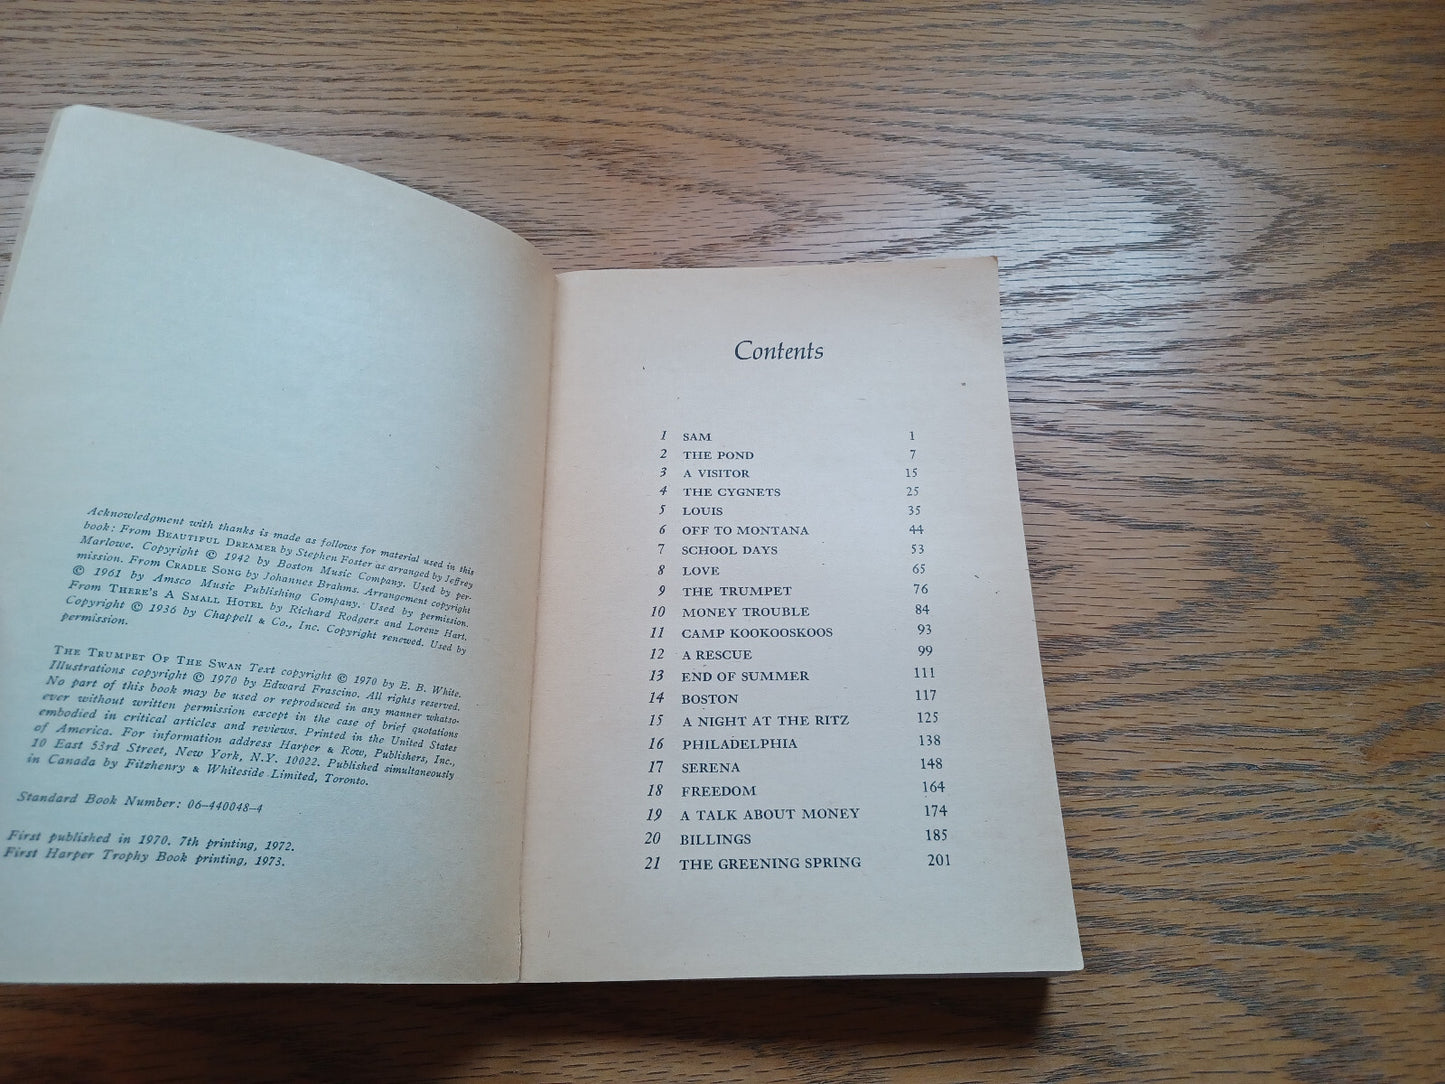 Acknowledgment with thanks is made as follows for material used in this
book: From BEAUTIFUL DREAMER by Stephen Foster as arranged by Jeffrey
Marlowe. Copyright © 1942 by Boston Music Company. Used by per-
mission. From CRADLE SONG by Johannes Brahms. Arrangement copyright
© 1961 by Amsco Music Publishing Company. Used by permission.
From THERE'S A SMALL HOTEL by Richard Rodgers and Lorenz Hart.
Copyright © 1936 by Chappell & Co., Inc. Copyright renewed. Used by
permission.
THE TRUMPET OF THE SWAN Text copyright © 1970 by E. B. White.
Illustrations copyright © 1970 by Edward Frascino. All rights reserved.
No part of this book may be used or reproduced in any manner whatso-
ever without written permission except in the case of brief quotations
embodied in critical articles and reviews. Printed in the United States
of America. For information address Harper & Row, Publishers, Inc.,
10 East 53rd Street, New York, N.Y. 10022. Published simultaneously
in Canada by Fitzhenry & Whiteside Limited, Toronto.
Standard Book Number: 06-440048-4
First published in 1970. 7th printing, 1972.
First Harper Trophy Book printing, 1973.
Contents
1 SAM 1
2 THE POND 7
3 A VISITOR 15
4 THE CYGNETS 25
5 LOUIS 35
6 OFF TO MONTANA 44
7 SCHOOL DAYS 53
8 LOVE 65
9 THE TRUMPET 76
10 MONEY TROUBLE 84
11 CAMP KOOKOOSKOOS 93
12 A RESCUE 99
13 END OF SUMMER 111
14 BOSTON 117
15 A NIGHT AT THE RITZ 125
16 PHILADELPHIA 138
17 SERENA 148
18 FREEDOM 164
19 A TALK ABOUT MONEY 174
20 BILLINGS 185
21 THE GREENING SPRING 201